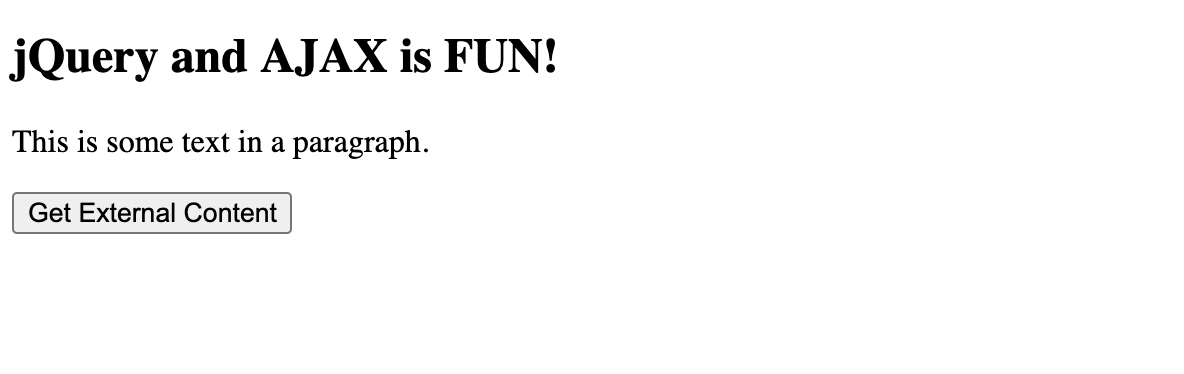 jQuery and AJAX is FUN!
This is some text in a paragraph.
Get External Content